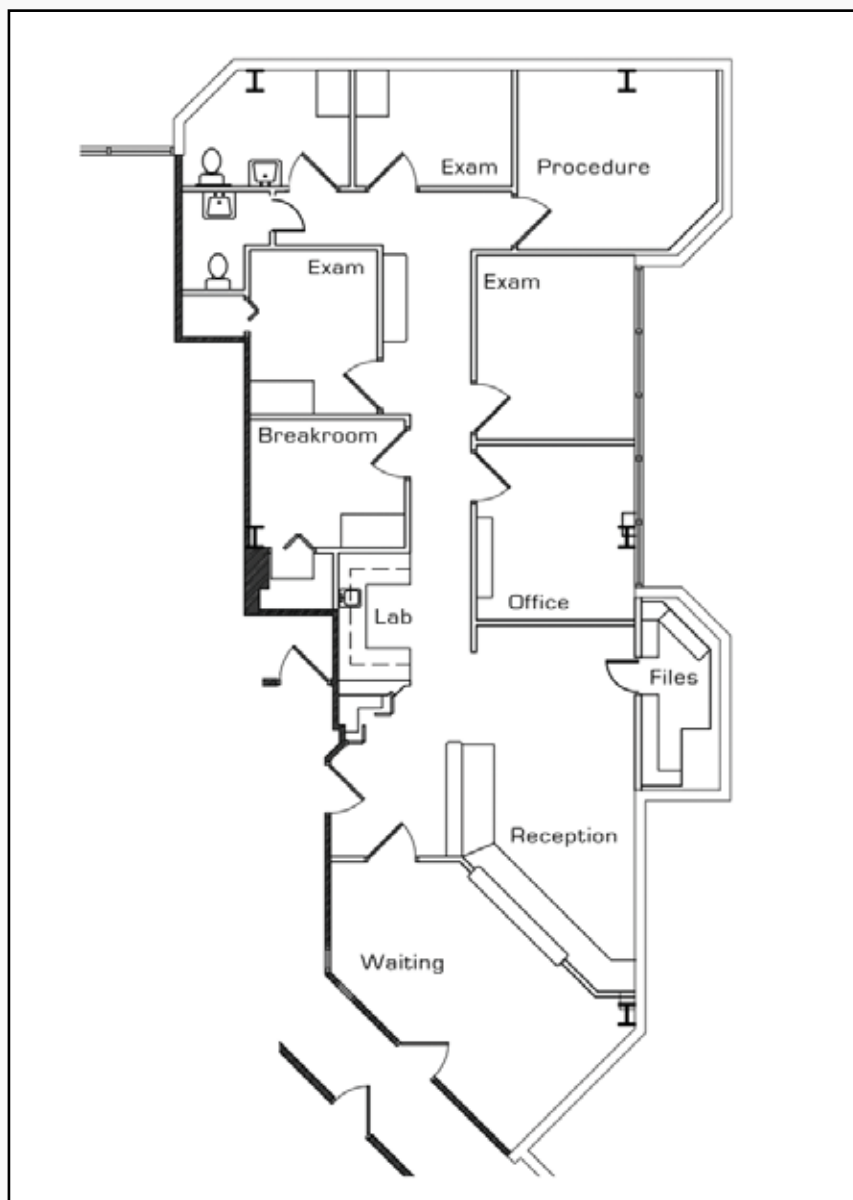 Exam
Procedure
Exam
Exam
Breakroom
Office
Lab
Files
Reception
Waiting